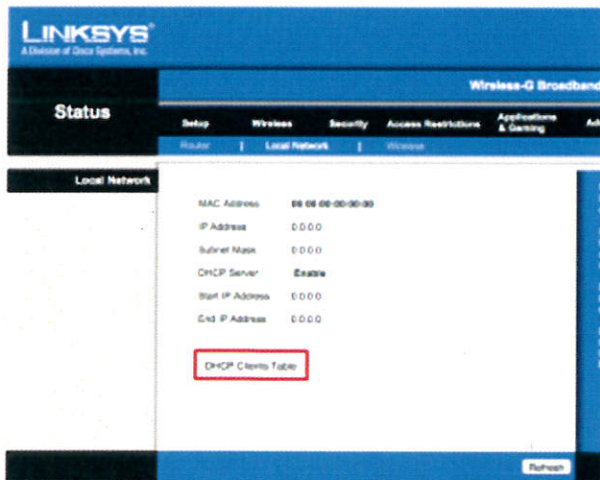 LINKSYS®
A Division of Cisco Systems, Inc.
Wireless-G Broadband
Status
Setup Wireless Security Access Restrictions Applications & Gaming
Router | Local Network | Wireless
Local Network
MAC Address 00:00:00:00:00:00
IP Address 0.0.0.0
Subnet Mask 0.0.0.0
DHCP Server Enable
Start IP Address 0.0.0.0
End IP Address 0.0.0.0
DHCP Clients Table
Refresh